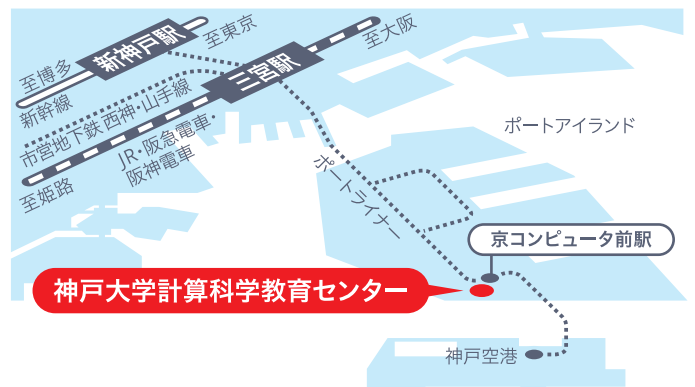 新神戸駅
至東京
至大阪
至博多
三宮駅
新幹線
市営地下鉄 西神・山手線
JR・阪急電車・
阪神電車
至姫路
ポートアイランド
ポートライナー
京コンピュータ前駅
神戸大学計算科学教育センター
神戸空港